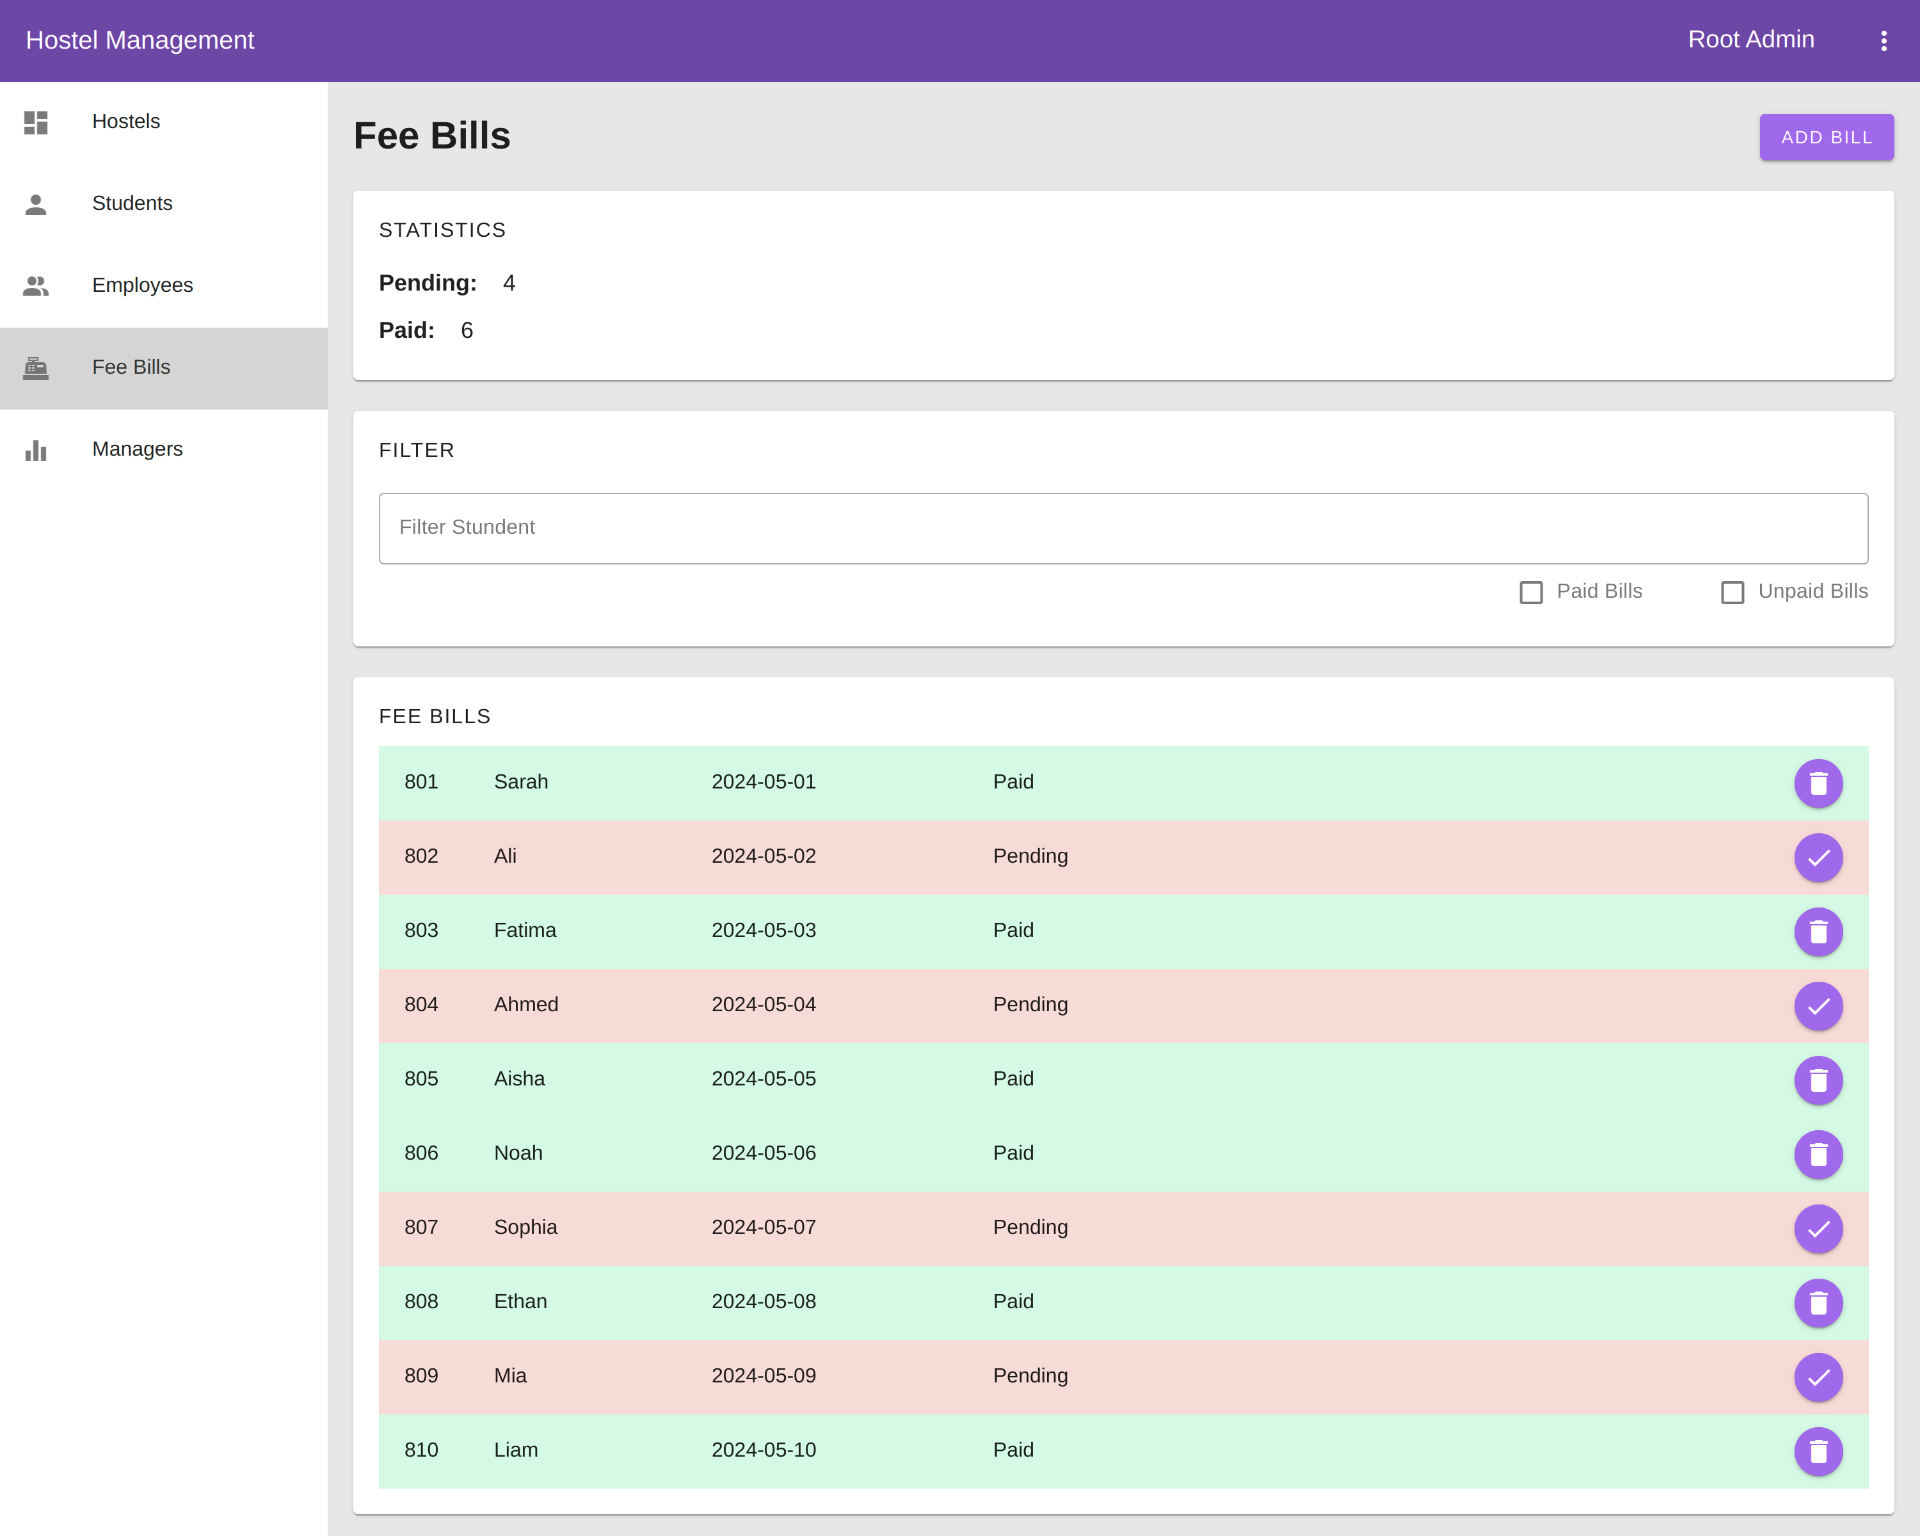 Hostel Management
Root Admin
Hostels
Students
Employees
Fee Bills
Managers
Fee Bills
ADD BILL
STATISTICS
Pending: 4
Paid: 6
FILTER
Filter Stundent
Paid Bills Unpaid Bills
FEE BILLS
801 Sarah 2024-05-01 Paid
802 Ali 2024-05-02 Pending
803 Fatima 2024-05-03 Paid
804 Ahmed 2024-05-04 Pending
805 Aisha 2024-05-05 Paid
806 Noah 2024-05-06 Paid
807 Sophia 2024-05-07 Pending
808 Ethan 2024-05-08 Paid
809 Mia 2024-05-09 Pending
810 Liam 2024-05-10 Paid